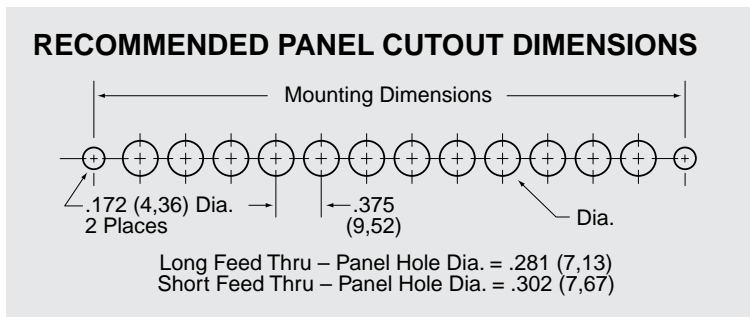 RECOMMENDED PANEL CUTOUT DIMENSIONS
Mounting Dimensions
.172 (4,36) Dia.
2 Places
.375
(9,52)
Dia.
Long Feed Thru – Panel Hole Dia. = .281 (7,13)
Short Feed Thru – Panel Hole Dia. = .302 (7,67)